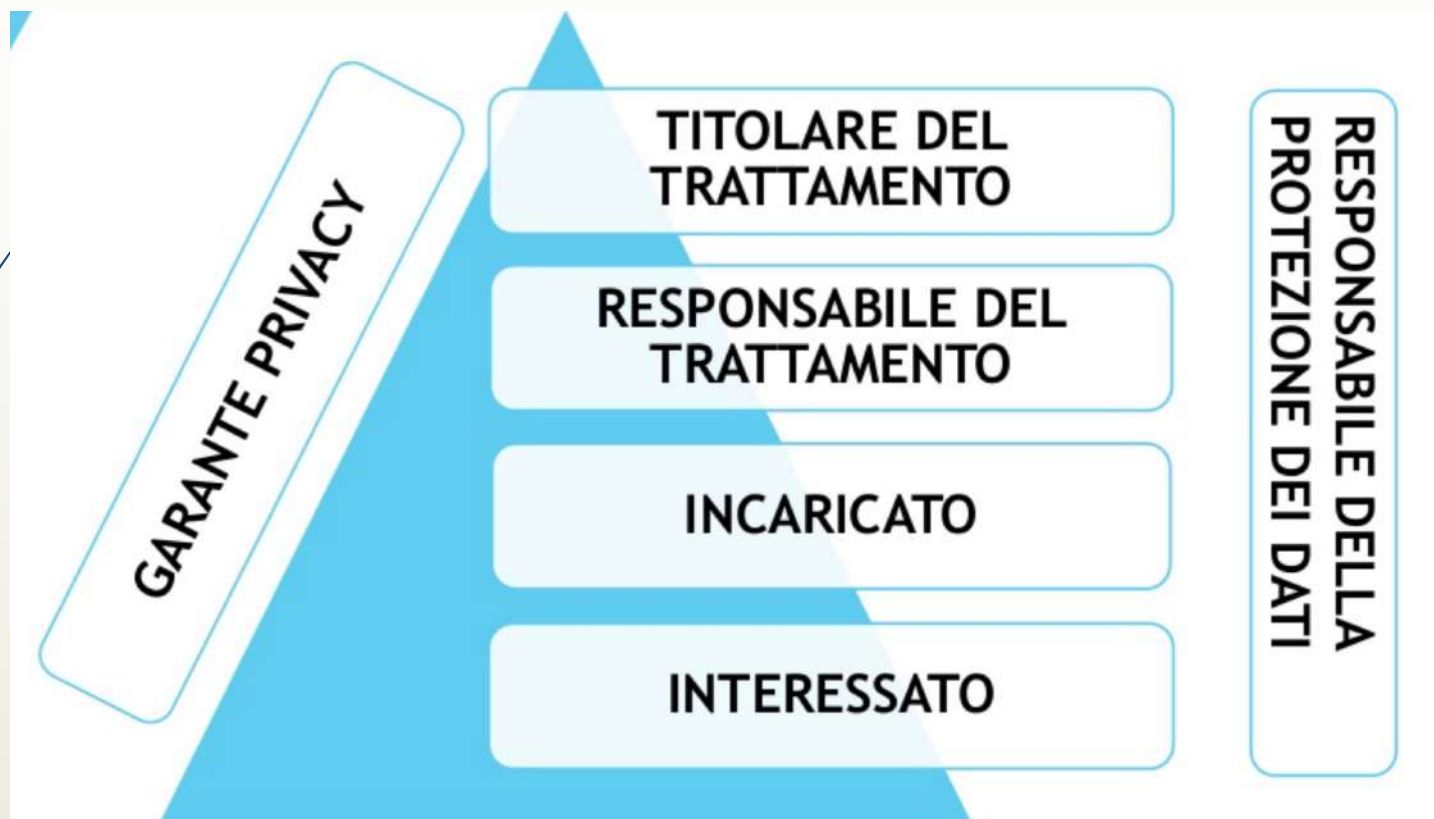 GARANTE PRIVACY
TITOLARE DEL
TRATTAMENTO
RESPONSABILE DEL
TRATTAMENTO
INCARICATO
INTERESSATO
RESPONSABILE DELLA
PROTEZIONE DEI DATI